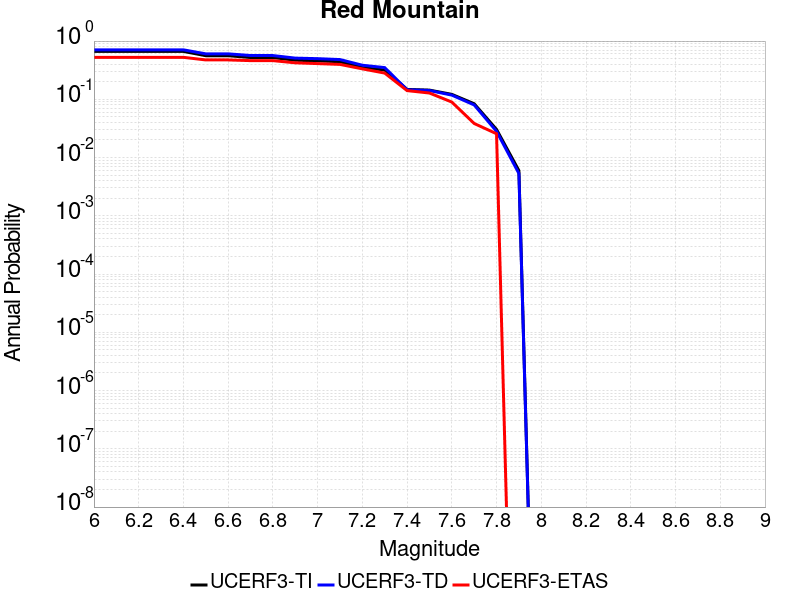 Red Mountain
10^0
10^-1
10^-2
10^-3
10^-4
10^-5
10^-6
10^-7
10^-8
Annual Probability
6 6.2 6.4 6.6 6.8 7 7.2 7.4 7.6 7.8 8 8.2 8.4 8.6 8.8 9
Magnitude
UCERF3-TI UCERF3-TD UCERF3-ETAS